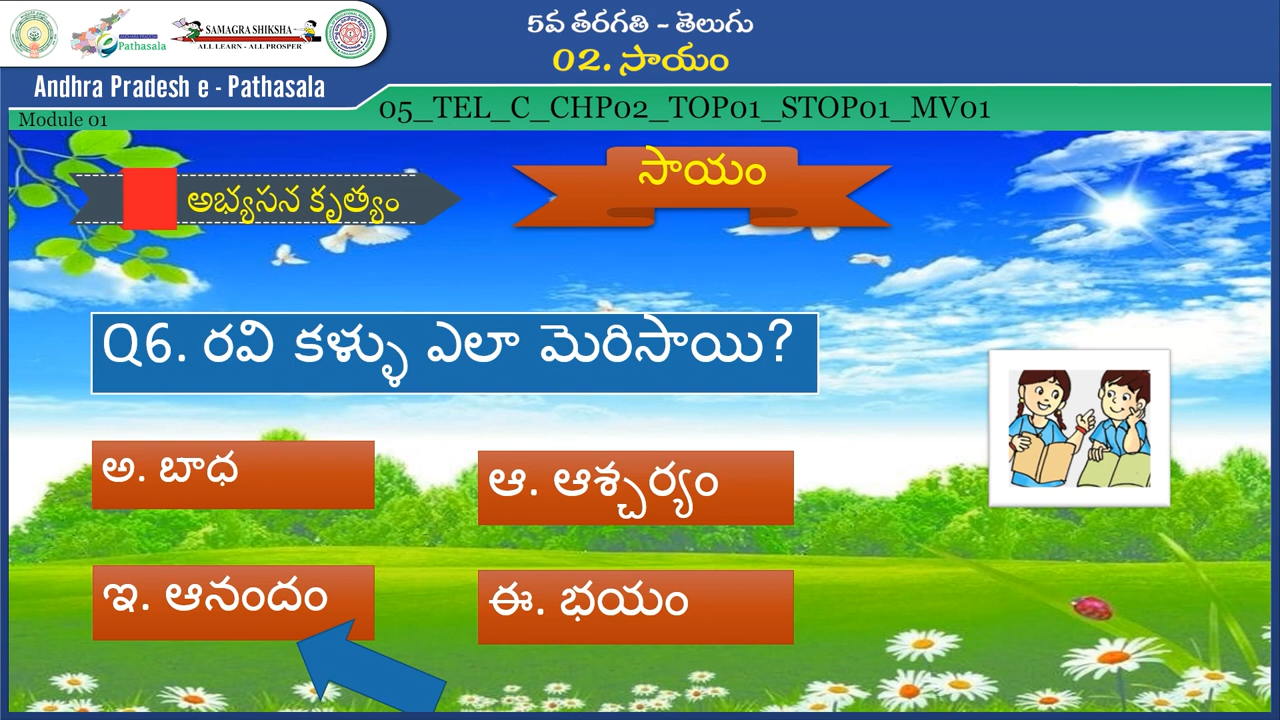 5వ తరగతి – తెలుగు
02. సాయం
Pathasala
SAMAGRA SHIKSHA
ALL LEARN - ALL PROSPER
Andhra Pradesh e - Pathasala
Module 01
05_TEL_C_CHP02_TOP01_STOP01_MV01
అభ్యసన కృత్యం
సాయం
Q6. రవి కళ్ళు ఎలా మెరిసాయి?
అ. బాధ
ఆ. ఆశ్చర్యం
ఇ. ఆనందం
ఈ. భయం